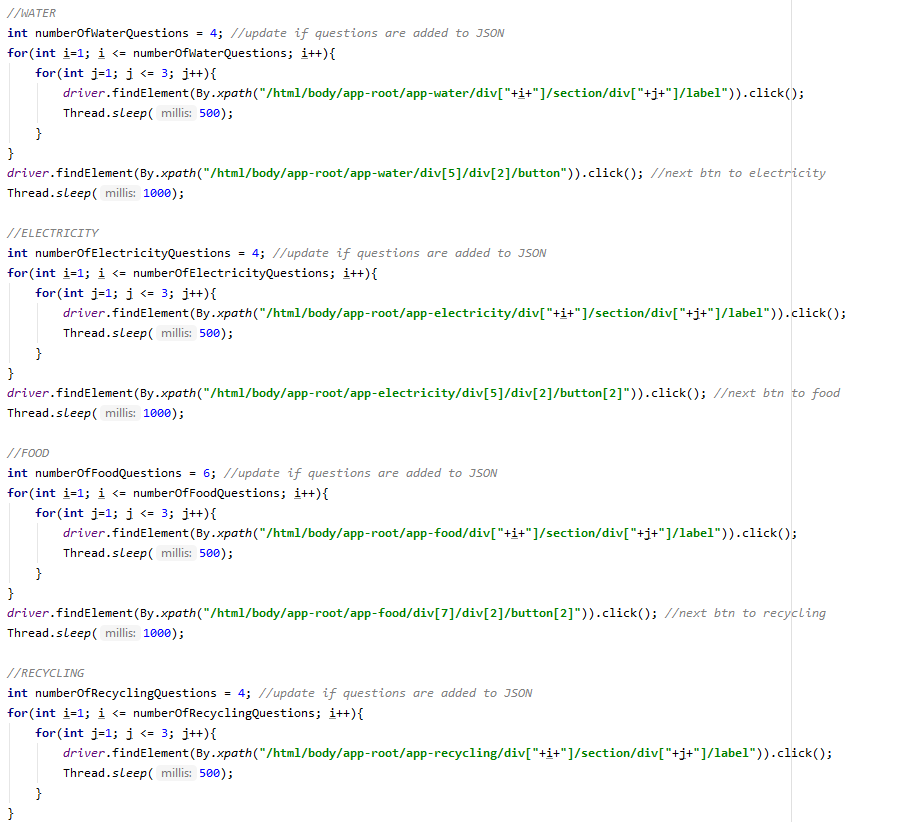 //WATER
int numberOfWaterQuestions = 4; //update if questions are added to JSON
for(int i=1; i <= numberOfWaterQuestions; i++){
    for(int j=1; j <= 3; j++){
        driver.findElement(By.xpath("/html/body/app-root/app-water/div["+i+"]/section/div["+j+"]/label")).click();
        Thread.sleep( millis: 500);
    }
}
driver.findElement(By.xpath("/html/body/app-root/app-water/div[5]/div[2]/button")).click(); //next btn to electricity
Thread.sleep( millis: 1000);

//ELECTRICITY
int numberOfElectricityQuestions = 4; //update if questions are added to JSON
for(int i=1; i <= numberOfElectricityQuestions; i++){
    for(int j=1; j <= 3; j++){
        driver.findElement(By.xpath("/html/body/app-root/app-electricity/div["+i+"]/section/div["+j+"]/label")).click();
        Thread.sleep( millis: 500);
    }
}
driver.findElement(By.xpath("/html/body/app-root/app-electricity/div[5]/div[2]/button[2]")).click(); //next btn to food
Thread.sleep( millis: 1000);

//FOOD
int numberOfFoodQuestions = 6; //update if questions are added to JSON
for(int i=1; i <= numberOfFoodQuestions; i++){
    for(int j=1; j <= 3; j++){
        driver.findElement(By.xpath("/html/body/app-root/app-food/div["+i+"]/section/div["+j+"]/label")).click();
        Thread.sleep( millis: 500);
    }
}
driver.findElement(By.xpath("/html/body/app-root/app-food/div[7]/div[2]/button[2]")).click(); //next btn to recycling
Thread.sleep( millis: 1000);

//RECYCLING
int numberOfRecyclingQuestions = 4; //update if questions are added to JSON
for(int i=1; i <= numberOfRecyclingQuestions; i++){
    for(int j=1; j <= 3; j++){
        driver.findElement(By.xpath("/html/body/app-root/app-recycling/div["+i+"]/section/div["+j+"]/label")).click();
        Thread.sleep( millis: 500);
    }
}